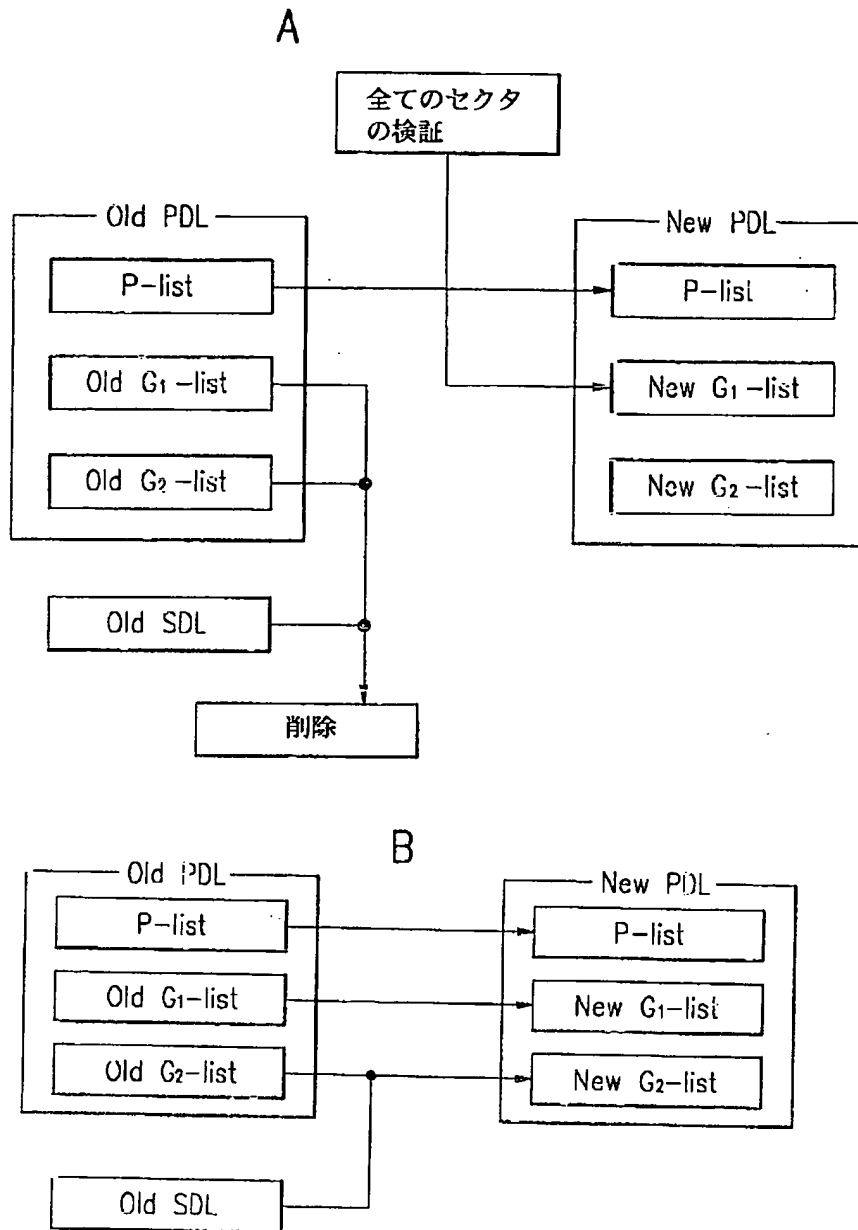 A
全てのセクタ
の検証
Old PDL
New PDL
P-list
P-list
Old G₁-list
New G₁-list
Old G₂-list
New G₂-list
Old SDL
削除
B
Old PDL
New PDL
P-list
P-list
Old G₁-list
New G₁-list
Old G₂-list
New G₂-list
Old SDL